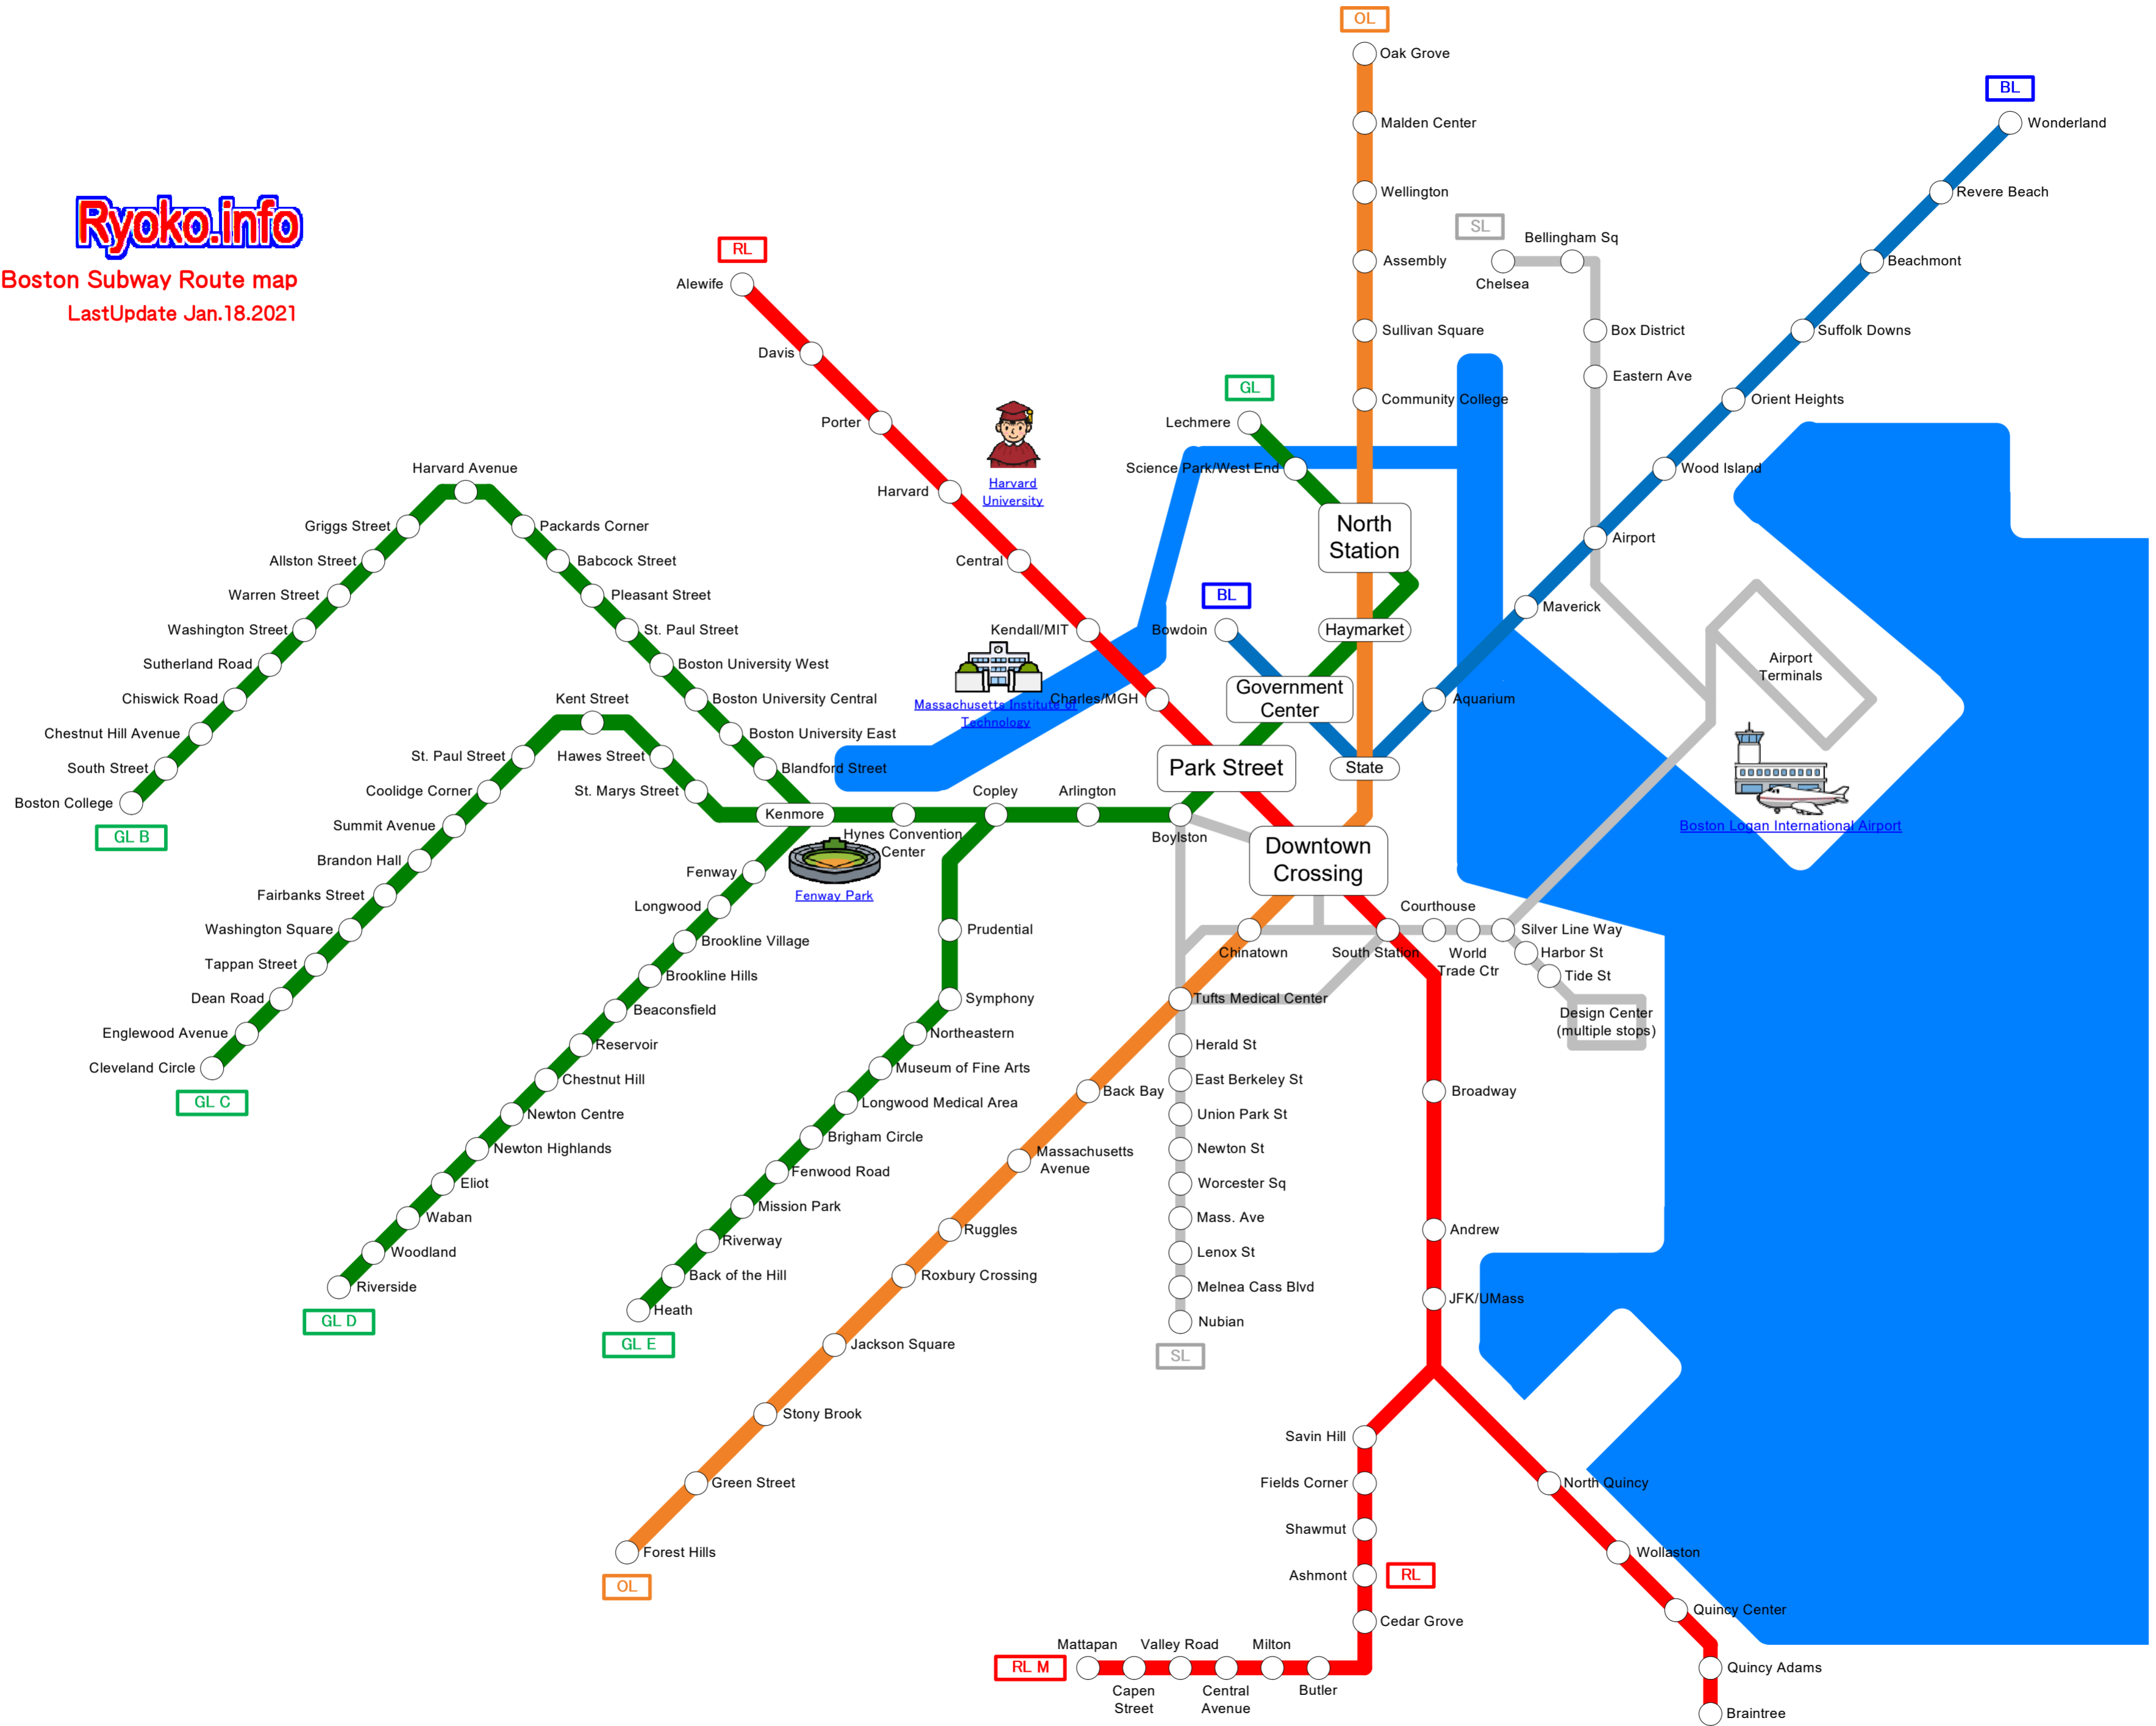 OL
Oak Grove
BL
Malden Center
Wonderland
Wellington
Revere Beach
Ryoko.info
SL
Bellingham Sq
RL
Assembly
Beachmont
Boston Subway Route map
Alewife
Chelsea
LastUpdate Jan.18.2021
Sullivan Square
Box District
Suffolk Downs
Davis
Eastern Ave
GL
Community College
Orient Heights
Porter
Lechmere
Harvard Avenue
Science Park/West End
Wood Island
Harvard
Harvard
University
Griggs Street
Packards Corner
North
Station
Airport
Allston Street
Babcock Street
Central
Warren Street
Pleasant Street
BL
Maverick
Washington Street
St. Paul Street
Kendall/MIT
Bowdoin
Haymarket
Sutherland Road
Boston University West
Airport
Terminals
Chiswick Road
Kent Street
Boston University Central
Massachusetts Institute of
Technology
Charles/MGH
Government
Center
Aquarium
Chestnut Hill Avenue
Boston University East
St. Paul Street
Hawes Street
South Street
Blandford Street
Park Street
State
Coolidge Corner
St. Marys Street
Copley
Arlington
Boston College
Kenmore
Summit Avenue
Hynes Convention
Center
Boylston
Boston Logan International Airport
GL B
Downtown
Crossing
Brandon Hall
Fenway
Fenway Park
Fairbanks Street
Longwood
Courthouse
Washington Square
Brookline Village
Prudential
Chinatown
South Station
World
Trade Ctr
Silver Line Way
Harbor St
Tappan Street
Brookline Hills
Tide St
Dean Road
Beaconsfield
Symphony
Tufts Medical Center
Design Center
(multiple stops)
Englewood Avenue
Reservoir
Northeastern
Herald St
Cleveland Circle
Chestnut Hill
Museum of Fine Arts
East Berkeley St
GL C
Newton Centre
Longwood Medical Area
Back Bay
Union Park St
Broadway
Newton Highlands
Brigham Circle
Massachusetts
Avenue
Newton St
Eliot
Fenwood Road
Worcester Sq
Waban
Mission Park
Ruggles
Mass. Ave
Andrew
Woodland
Riverway
Lenox St
Riverside
Back of the Hill
Roxbury Crossing
Melnea Cass Blvd
JFK/UMass
GL D
Heath
Nubian
GL E
Jackson Square
SL
Stony Brook
Savin Hill
Green Street
Fields Corner
North Quincy
Shawmut
Forest Hills
Wollaston
OL
Ashmont
RL
Cedar Grove
Quincy Center
Mattapan
Valley Road
Milton
RL M
Quincy Adams
Capen
Street
Central
Avenue
Butler
Braintree